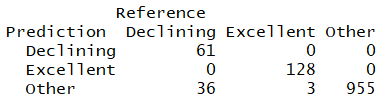 Reference
Prediction Declining Excellent Other
Declining 61 0 0
Excellent 0 128 0
Other 36 3 955